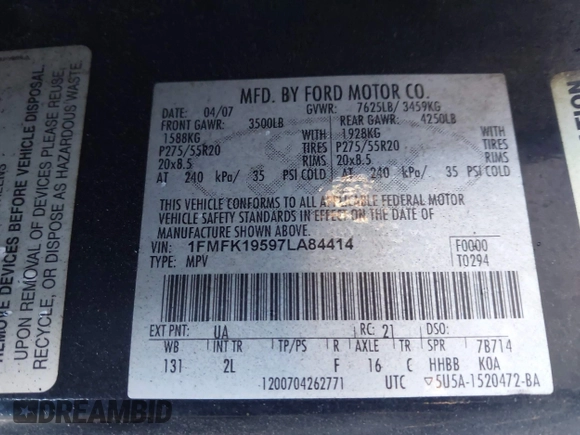 MFD. BY FORD MOTOR CO.
DATE: 04/07 GVWR: 7625LB/ 3459KG
FRONT GAWR: 3500LB REAR GAWR: 4250LB
1588KG WITH 1928KG WITH
P275/55R20 TIRES P275/55R20 TIRES
20x8.5 RIMS 20x8.5 RIMS
AT 240 kPa/ 35 PSI COLD AT 240 kPa/ 35 PSI COLD
THIS VEHICLE CONFORMS TO ALL APPLICABLE FEDERAL MOTOR
VEHICLE SAFETY STANDARDS IN EFFECT ON THE DATE OF MANUFACTURE
SHOWN ABOVE.
VIN: 1FMFK19597LA84414 F0000
TYPE: MPV T0294
EXT PNT: UA RC: 21 DSO:
WB INT TR TP/PS R AXLE TR SPR 7B714
131 2L F 16 C HHBB KOA
1200704262771 UTC 5U5A-1520472-BA
REMOVE DEVICES BEFORE VEHICLE DISPOSAL.
UPON REMOVAL OF DEVICES PLEASE REUSE,
RECYCLE, OR DISPOSE AS HAZARDOUS WASTE.
DREAMBID